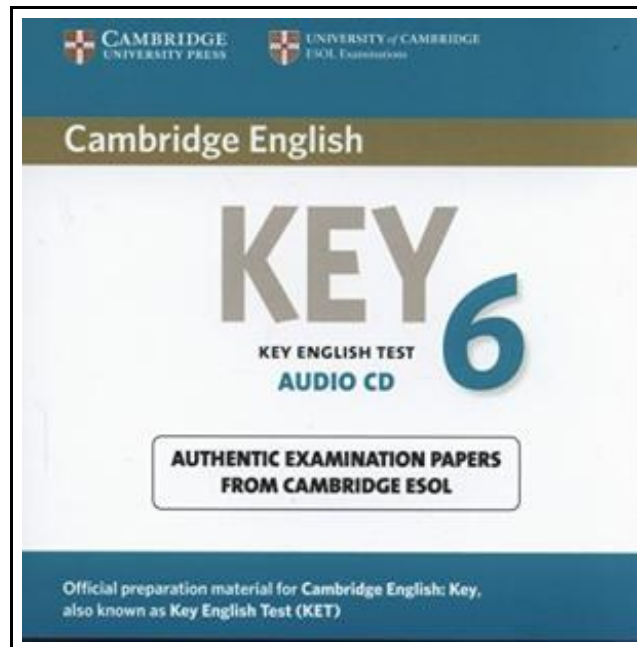 CAMBRIDGE
UNIVERSITY PRESS
UNIVERSITY of CAMBRIDGE
ESOL Examinations
Cambridge English
KEY 6
KEY ENGLISH TEST
AUDIO CD
AUTHENTIC EXAMINATION PAPERS
FROM CAMBRIDGE ESOL
Official preparation material for Cambridge English: Key,
also known as Key English Test (KET)